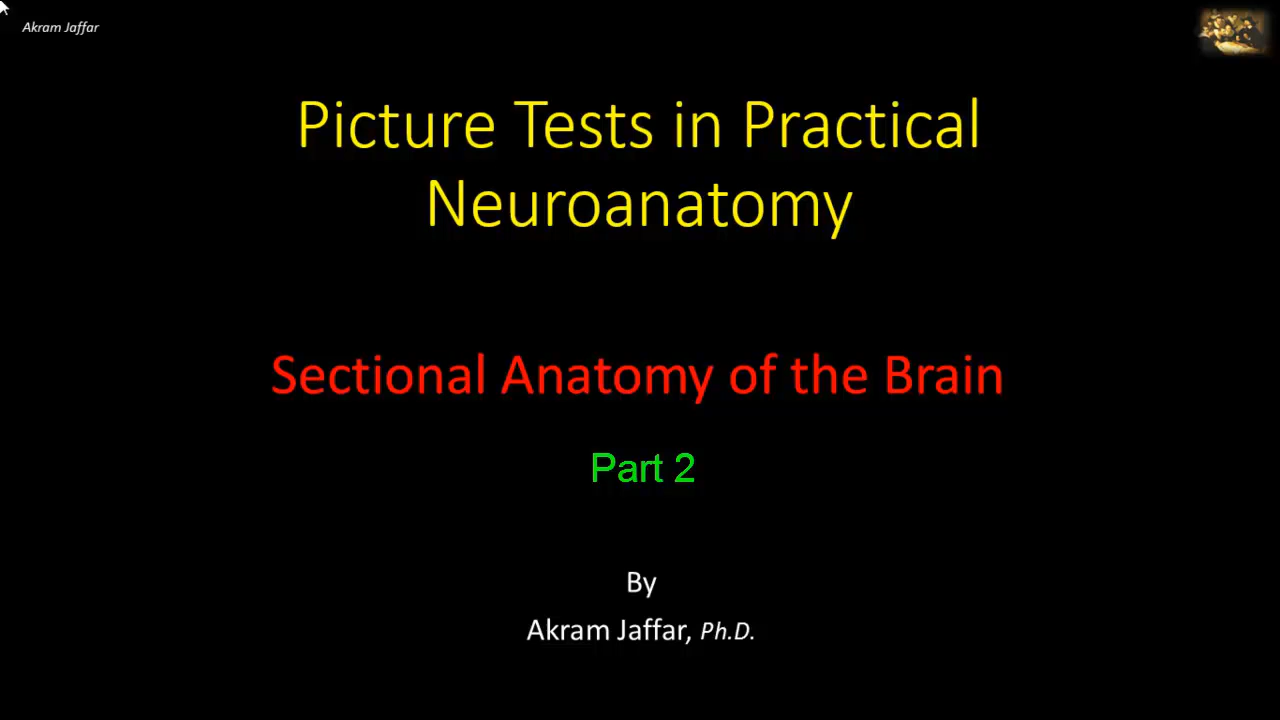 Akram Jaffar
Picture Tests in Practical
Neuroanatomy
Sectional Anatomy of the Brain
Part 2
By
Akram Jaffar, Ph.D.